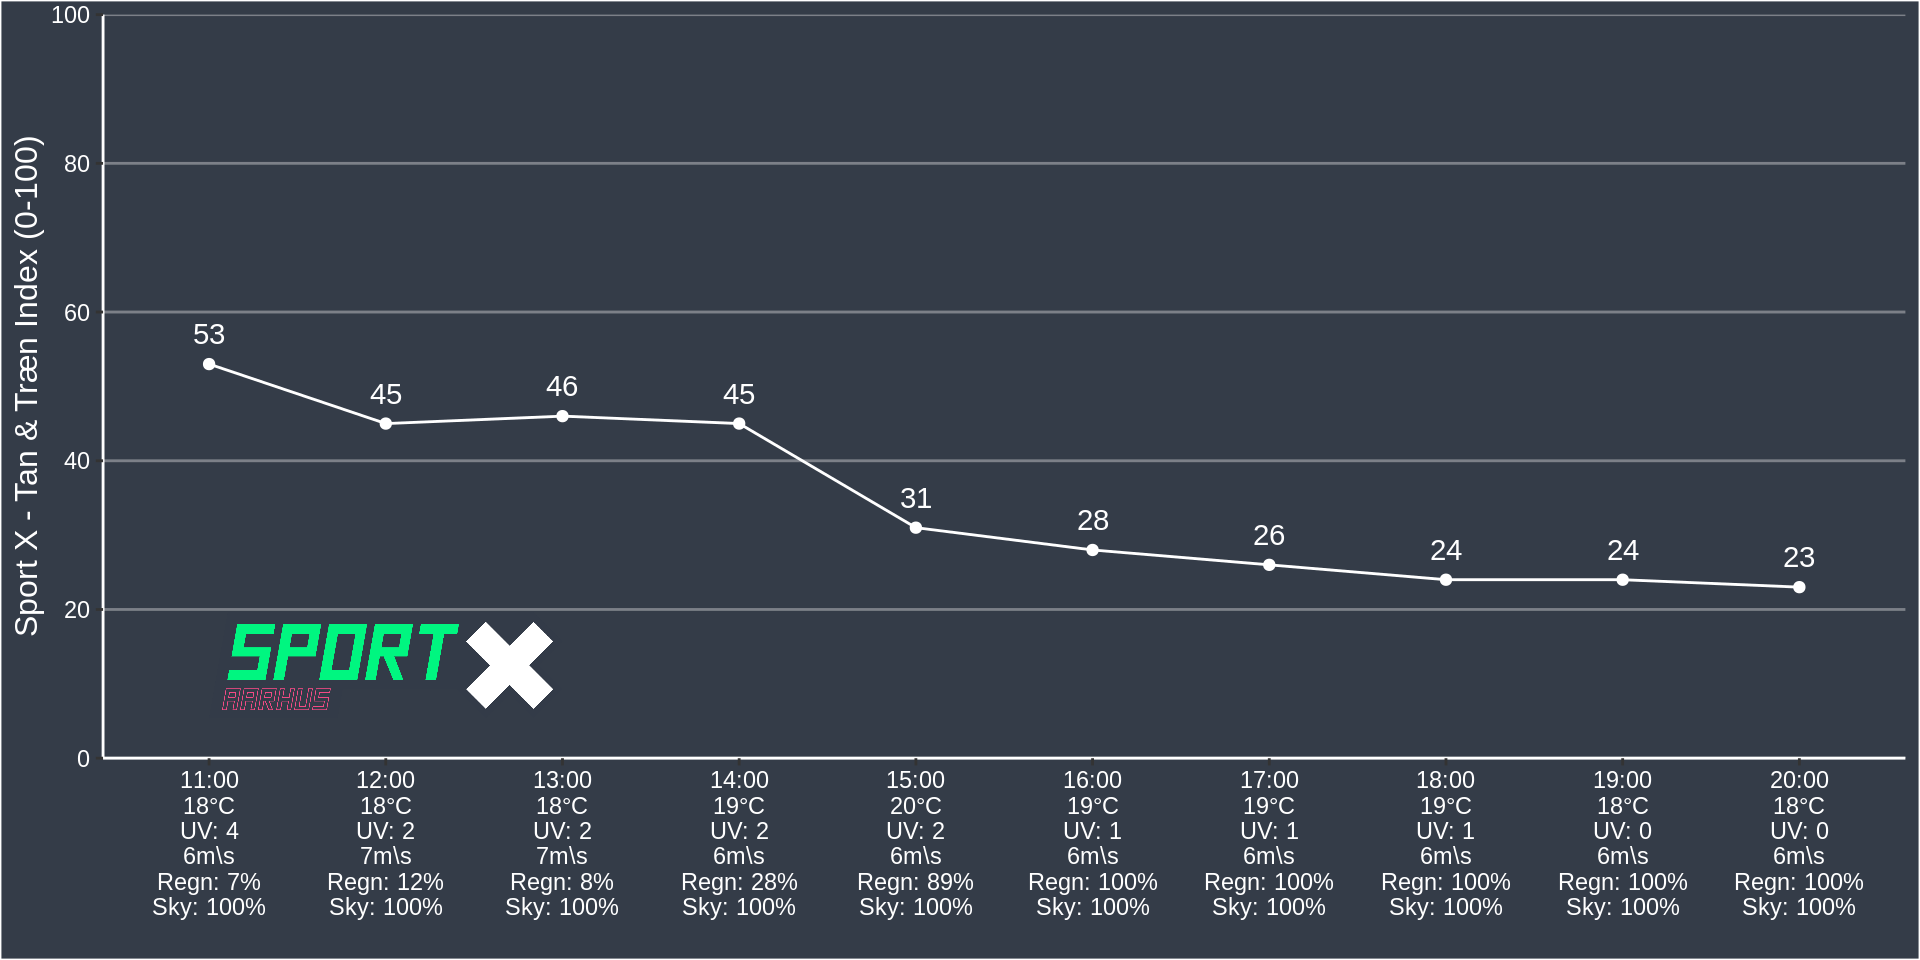 Sport X - Tan & Træn Index (0-100)
100
80
60
40
20
0
53
45
46
45
31
28
26
24
24
23
SPORT X
AARHUS
11:00
18°C
UV: 4
6m\s
Regn: 7%
Sky: 100%
12:00
18°C
UV: 2
7m\s
Regn: 12%
Sky: 100%
13:00
18°C
UV: 2
7m\s
Regn: 8%
Sky: 100%
14:00
19°C
UV: 2
6m\s
Regn: 28%
Sky: 100%
15:00
20°C
UV: 2
6m\s
Regn: 89%
Sky: 100%
16:00
19°C
UV: 1
6m\s
Regn: 100%
Sky: 100%
17:00
19°C
UV: 1
6m\s
Regn: 100%
Sky: 100%
18:00
19°C
UV: 1
6m\s
Regn: 100%
Sky: 100%
19:00
18°C
UV: 0
6m\s
Regn: 100%
Sky: 100%
20:00
18°C
UV: 0
6m\s
Regn: 100%
Sky: 100%